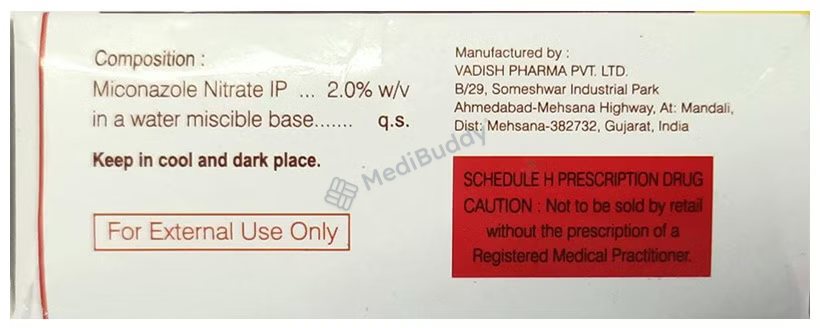 Composition :
Miconazole Nitrate IP ... 2.0% w/v
in a water miscible base....... q.s.
Keep in cool and dark place.
For External Use Only
Manufactured by :
VADISH PHARMA PVT. LTD.
B/29, Someshwar Industrial Park
Ahmedabad-Mehsana Highway, At: Mandali,
Dist: Mehsana-382732, Gujarat, India
SCHEDULE H PRESCRIPTION DRUG
CAUTION : Not to be sold by retail
without the prescription of a
Registered Medical Practitioner.
MediBuddy